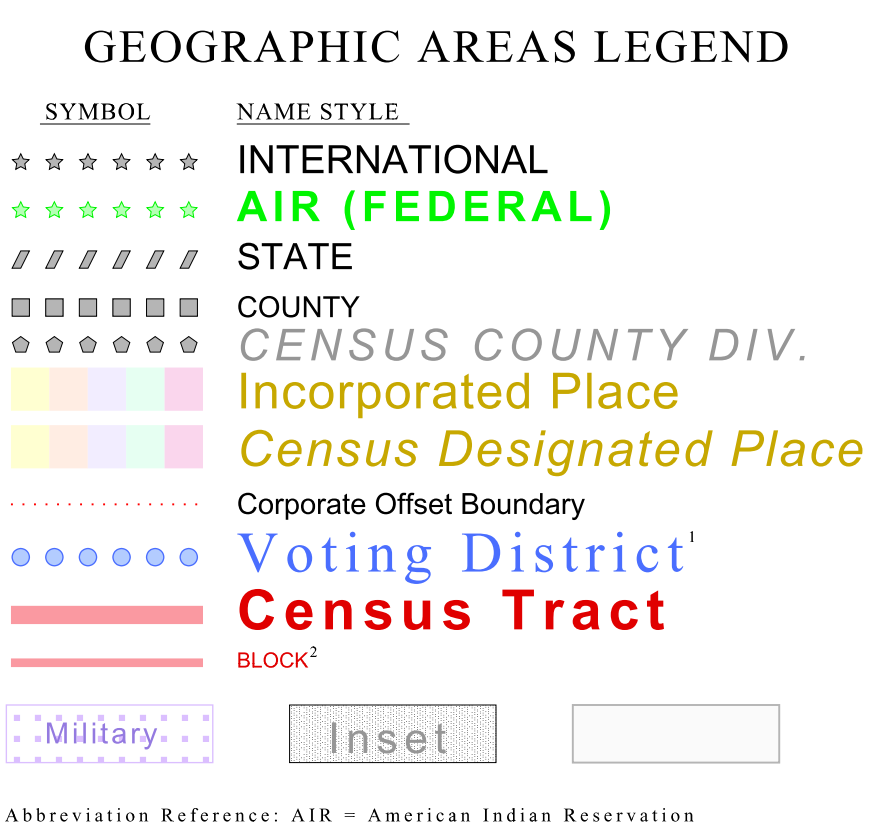 GEOGRAPHIC AREAS LEGEND
SYMBOL NAME STYLE
INTERNATIONAL
AIR (FEDERAL)
STATE
COUNTY
CENSUS COUNTY DIV.
Incorporated Place
Census Designated Place
Corporate Offset Boundary
Voting District1
Census Tract
BLOCK2
Military Inset
Abbreviation Reference: AIR = American Indian Reservation